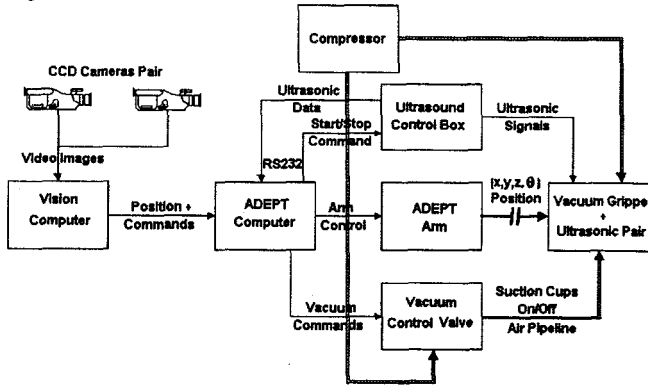 Compressor
CCD Cameras Pair
Ultrasonic
Data
Ultrasound
Control Box
Ultrasonic
Signals
Start/Stop
Command
Video Images
RS232
Vision
Computer
Position +
Commands
ADEPT
Computer
Arm
Control
ADEPT
Arm
{x,y,z, θ}
Position
Vacuum Grippe
+
Ultrasonic Pair
Vacuum
Commands
Vacuum
Control Valve
Suction Cups
On/Off
Air Pipeline